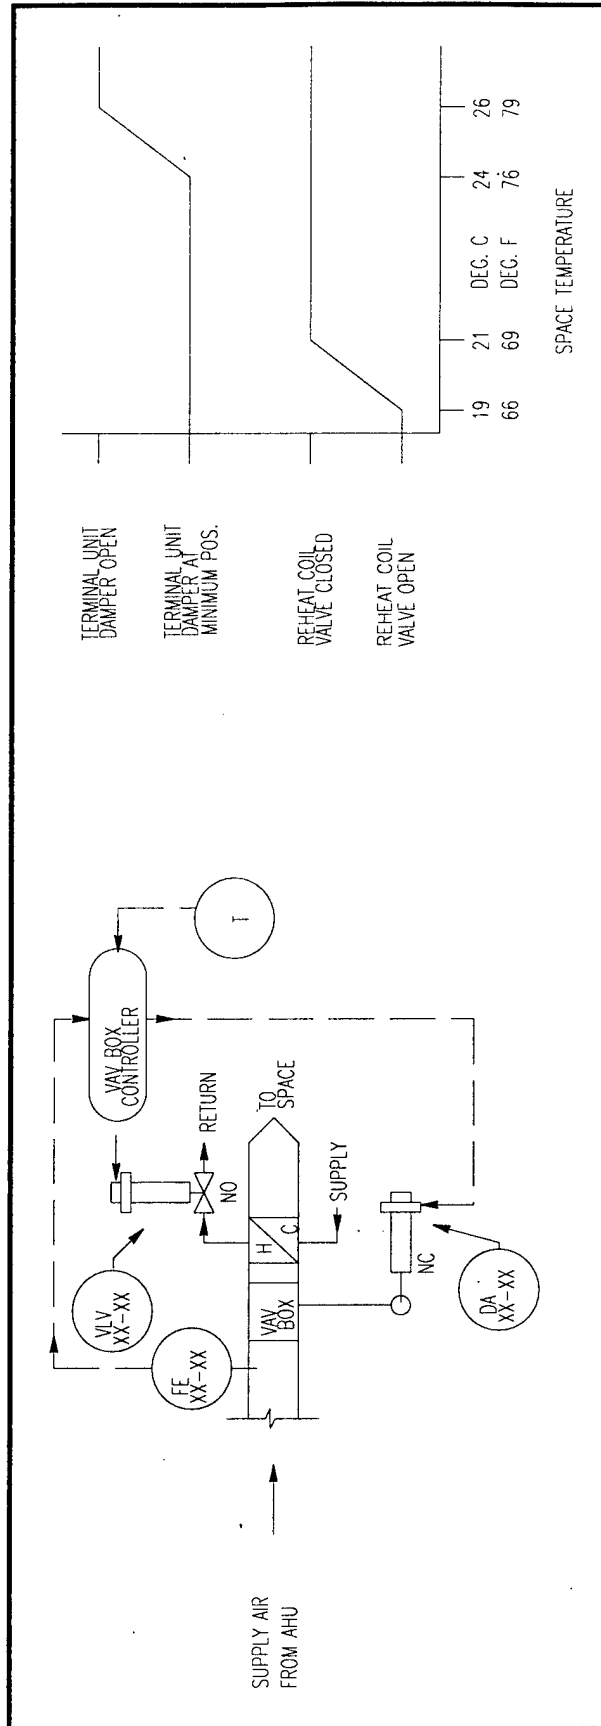 SUPPLY AIR
FROM AHU
FE
XX-XX
VLV
XX-XX
VAV BOX
CONTROLLER
T
NO
RETURN
VAV
BOX
H
C
TO
SPACE
SUPPLY
NC
DA
XX-XX
TERMINAL UNIT
DAMPER OPEN
TERMINAL UNIT
DAMPER AT
MINIMUM POS.
REHEAT COIL
VALVE CLOSED
REHEAT COIL
VALVE OPEN
19 21 DEG. C 24 26
66 69 DEG. F 76 79
SPACE TEMPERATURE